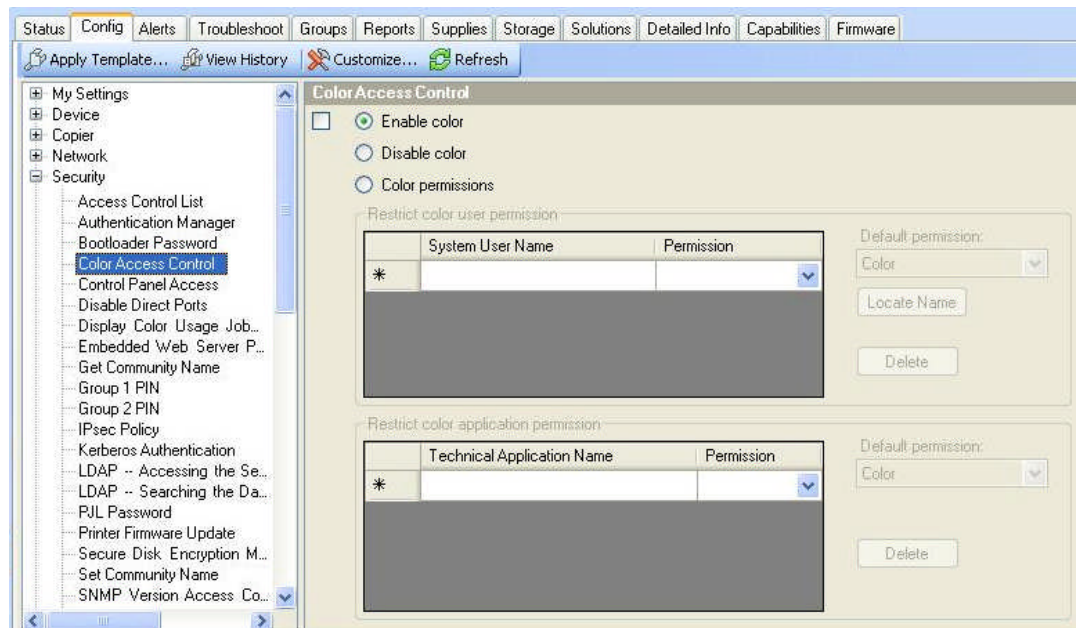 Status Config Alerts Troubleshoot Groups Reports Supplies Storage Solutions Detailed Info Capabilities Firmware
Apply Template... View History Customize... Refresh
My Settings
Device
Copier
Network
Security
Access Control List
Authentication Manager
Bootloader Password
Color Access Control
Control Panel Access
Disable Direct Ports
Display Color Usage Job...
Embedded Web Server P...
Get Community Name
Group 1 PIN
Group 2 PIN
IPsec Policy
Kerberos Authentication
LDAP -- Accessing the Se...
LDAP -- Searching the Da...
PJL Password
Printer Firmware Update
Secure Disk Encryption M...
Set Community Name
SNMP Version Access Co...
Color Access Control
Enable color
Disable color
Color permissions
Restrict color user permission
System User Name Permission
*
Default permission:
Color
Locate Name
Delete
Restrict color application permission
Technical Application Name Permission
*
Default permission:
Color
Delete